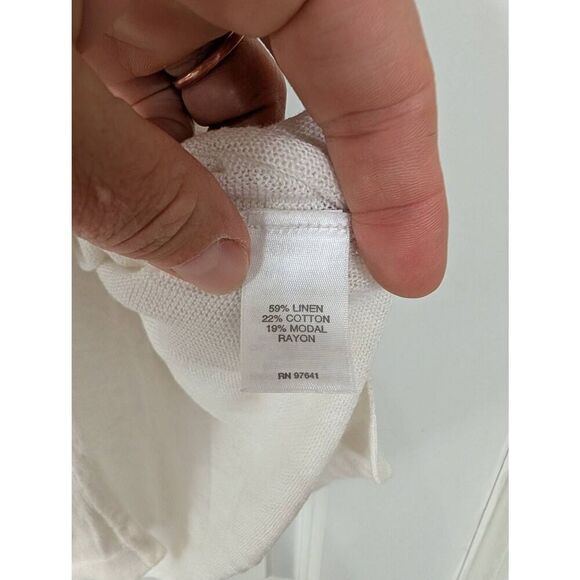 59% LINEN
22% COTTON
19% MODAL
RAYON
RN 97641